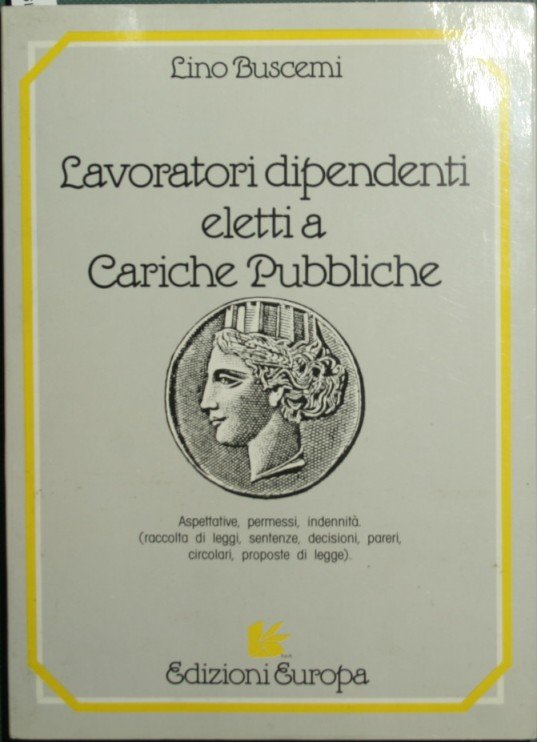 Lino Buscemi
Lavoratori dipendenti
eletti a
Cariche Pubbliche
Aspettative, permessi, indennità.
(raccolta di leggi, sentenze, decisioni, pareri,
circolari, proposte di legge).
Edizioni Europa